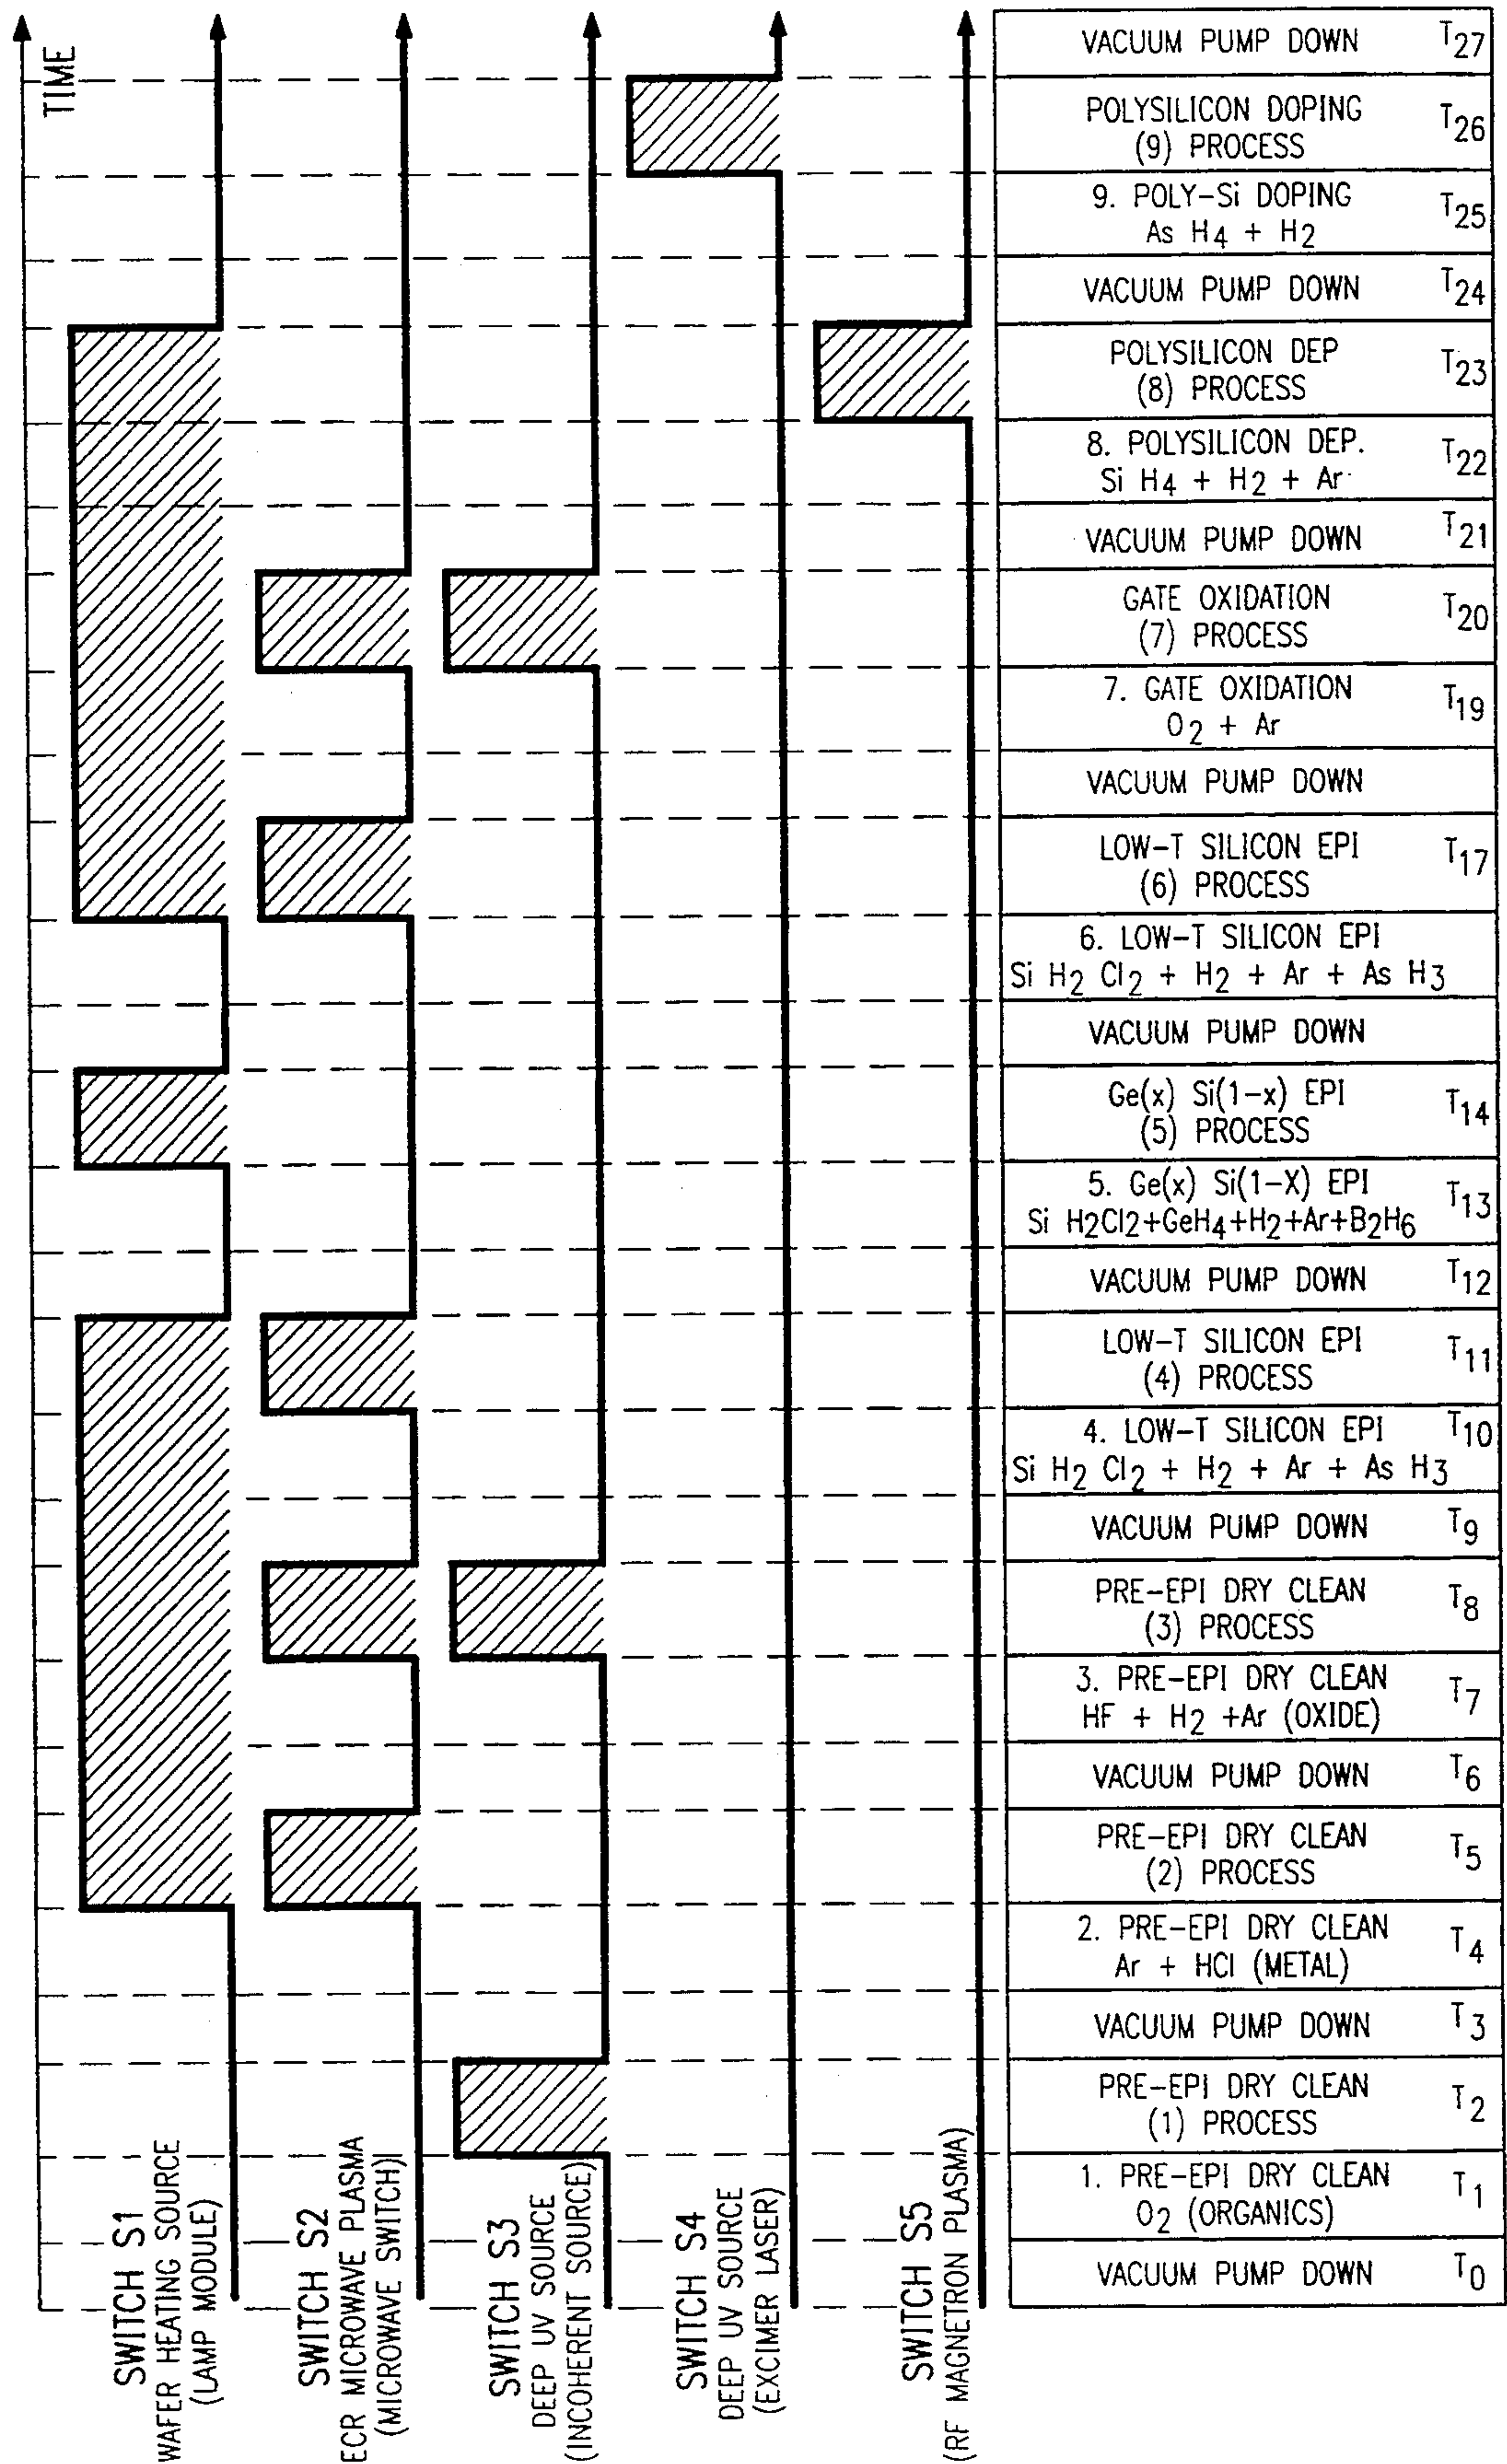 TIME
VACUUM PUMP DOWN T27
POLYSILICON DOPING
(9) PROCESS T26
9. POLY-Si DOPING
As H4 + H2 T25
VACUUM PUMP DOWN T24
POLYSILICON DEP
(8) PROCESS T23
8. POLYSILICON DEP.
Si H4 + H2 + Ar T22
VACUUM PUMP DOWN T21
GATE OXIDATION
(7) PROCESS T20
7. GATE OXIDATION
O2 + Ar T19
VACUUM PUMP DOWN
LOW-T SILICON EPI
(6) PROCESS T17
6. LOW-T SILICON EPI
Si H2 Cl2 + H2 + Ar + As H3
VACUUM PUMP DOWN
Ge(x) Si(1-x) EPI
(5) PROCESS T14
5. Ge(x) Si(1-X) EPI T13
Si H2Cl2+GeH4+H2+Ar+B2H6
VACUUM PUMP DOWN T12
LOW-T SILICON EPI
(4) PROCESS T11
4. LOW-T SILICON EPI T10
Si H2 Cl2 + H2 + Ar + As H3
VACUUM PUMP DOWN T9
PRE-EPI DRY CLEAN
(3) PROCESS T8
3. PRE-EPI DRY CLEAN
HF + H2 +Ar (OXIDE) T7
VACUUM PUMP DOWN T6
PRE-EPI DRY CLEAN
(2) PROCESS T5
2. PRE-EPI DRY CLEAN
Ar + HCl (METAL) T4
VACUUM PUMP DOWN T3
PRE-EPI DRY CLEAN
(1) PROCESS T2
1. PRE-EPI DRY CLEAN
O2 (ORGANICS) T1
VACUUM PUMP DOWN T0
SWITCH S1
WAFER HEATING SOURCE
(LAMP MODULE)
SWITCH S2
ECR MICROWAVE PLASMA
(MICROWAVE SWITCH)
SWITCH S3
DEEP UV SOURCE
(INCOHERENT SOURCE)
SWITCH S4
DEEP UV SOURCE
(EXCIMER LASER)
SWITCH S5
(RF MAGNETRON PLASMA)